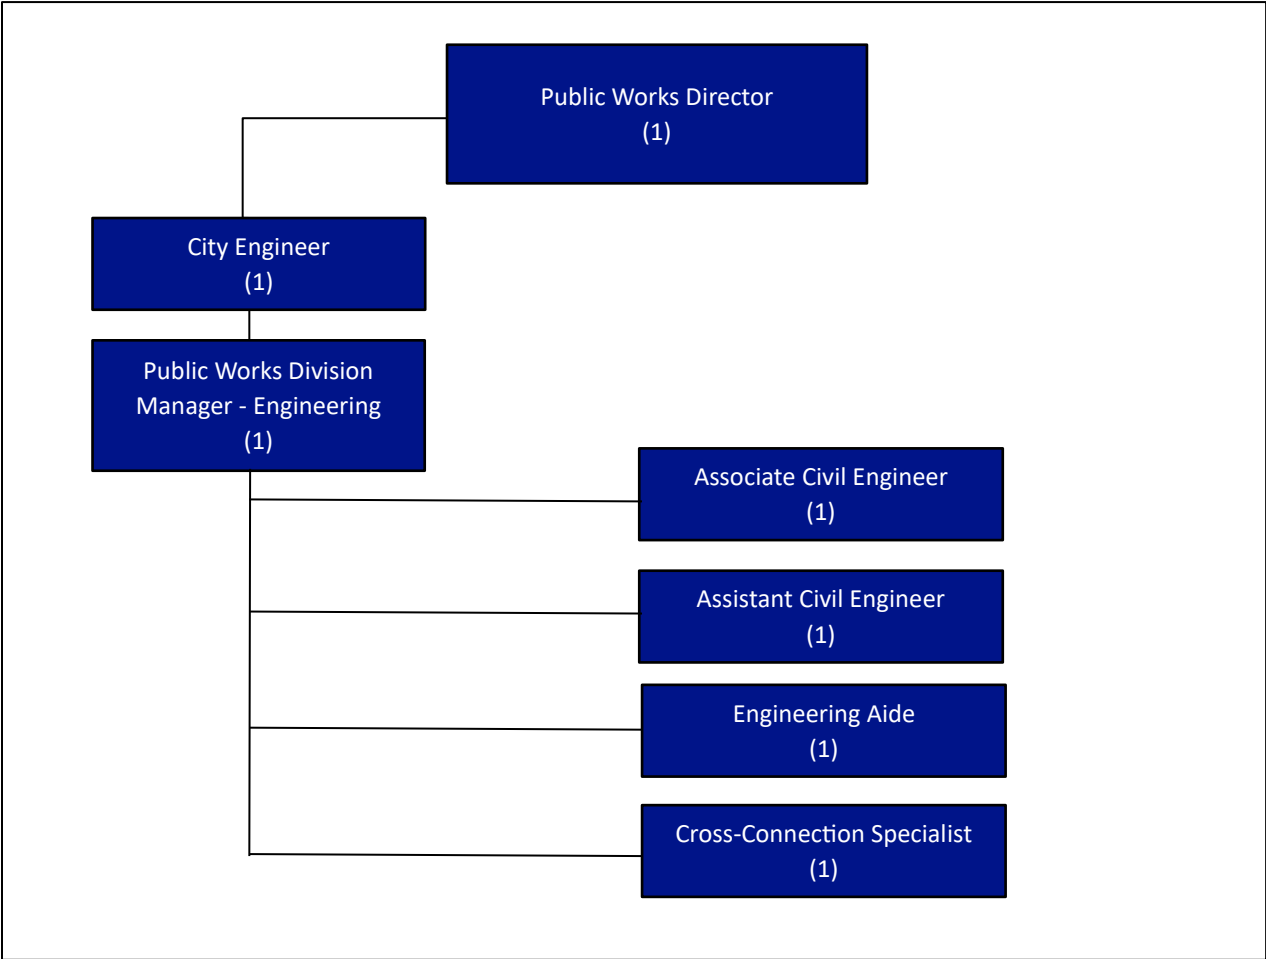 Public Works Director
(1)
City Engineer
(1)
Public Works Division
Manager - Engineering
(1)
Associate Civil Engineer
(1)
Assistant Civil Engineer
(1)
Engineering Aide
(1)
Cross-Connection Specialist
(1)